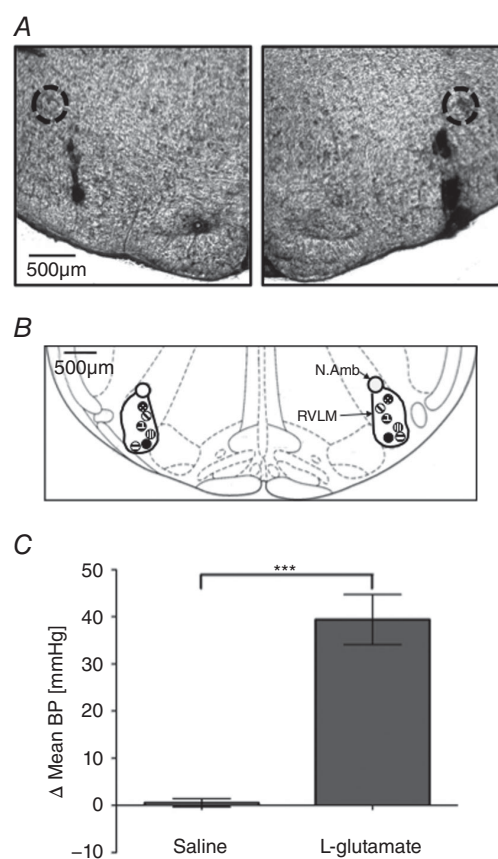 A
500µm
B
500µm
N.Amb
RVLM
C
***
50
40
30
20
10
0
−10
Δ Mean BP [mmHg]
Saline
L-glutamate